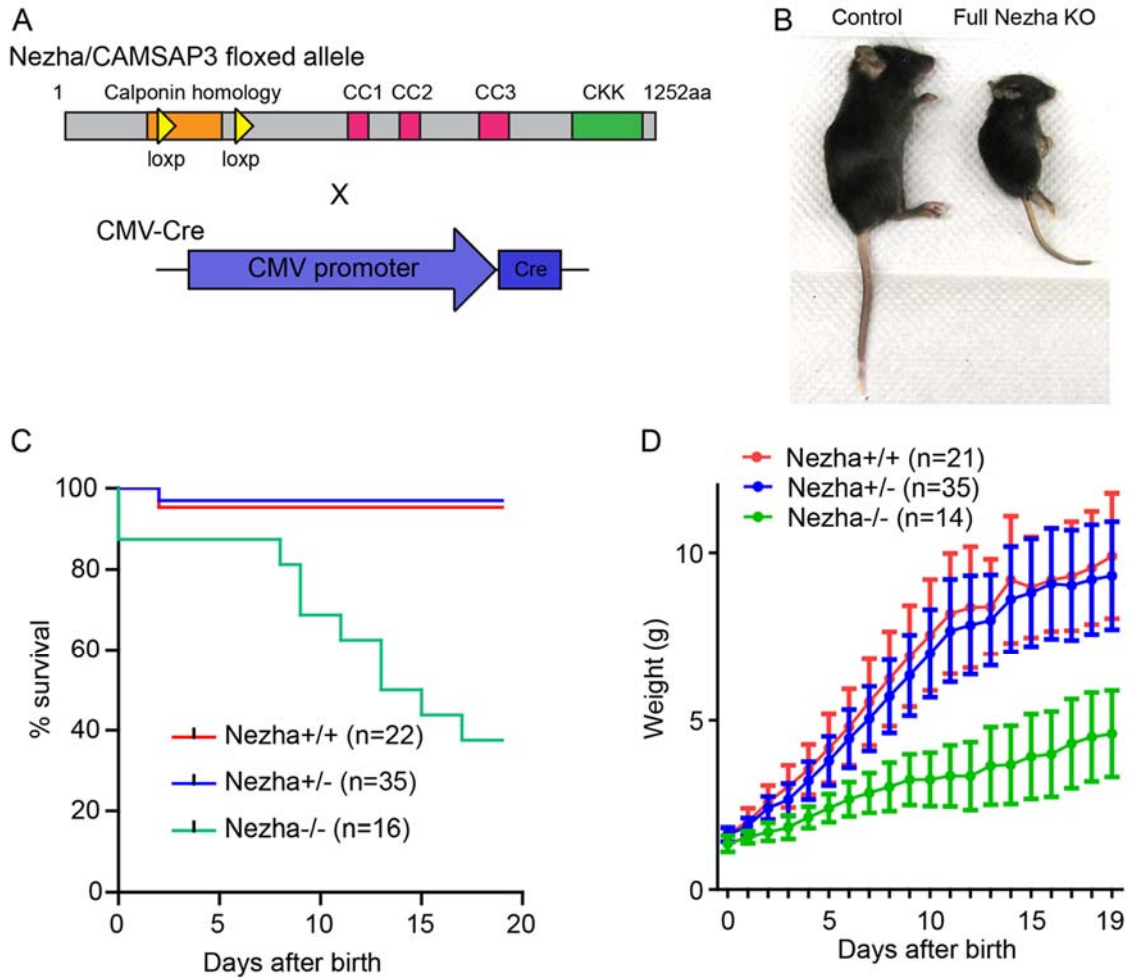 A
Nezha/CAMSAP3 floxed allele
1 Calponin homology CC1 CC2 CC3 CKK 1252aa
loxp loxp
X
CMV-Cre
CMV promoter Cre
B
Control Full Nezha KO
C
100
80
60
40
20
0
% survival
Nezha+/+ (n=22)
Nezha+/- (n=35)
Nezha-/- (n=16)
0 5 10 15 20
Days after birth
D
Nezha+/+ (n=21)
Nezha+/- (n=35)
Nezha-/- (n=14)
10
5
0
Weight (g)
0 5 10 15 19
Days after birth